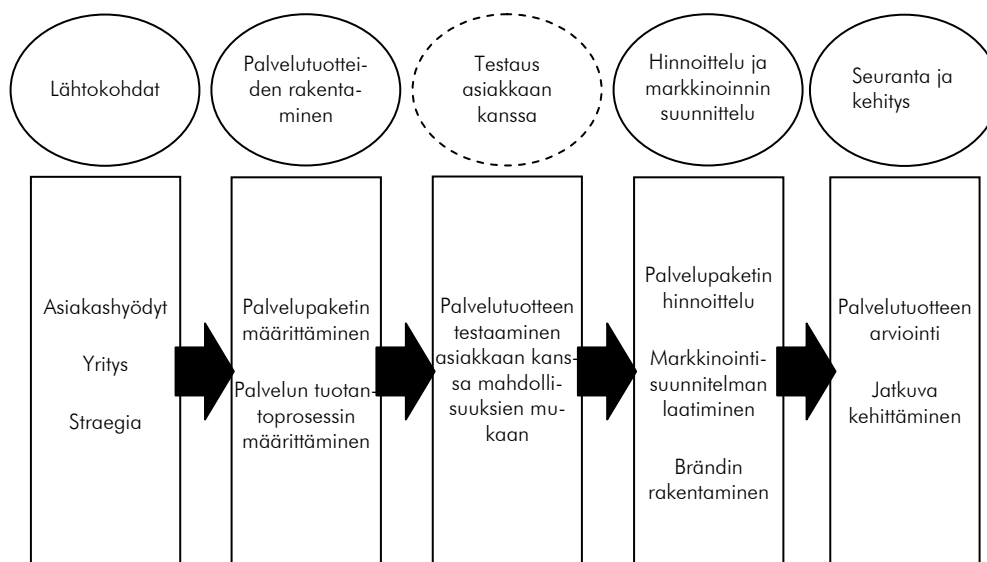 Lähtokohdat
Palvelutuottei-
den rakenta-
minen
Testaus
asiakkaan
kanssa
Hinnoittelu ja
markkinoinnin
suunnittelu
Seuranta ja
kehitys
Asiakashyödyt
Yritys
Straegia
Palvelupaketin
määrittäminen
Palvelun tuotan-
toprosessin
määrittäminen
Palvelutuotteen
testaaminen
asiakkaan kans-
sa mahdolli-
suuksien mu-
kaan
Palvelupaketin
hinnoittelu
Markkinointi-
suunnitelman
laatiminen
Brändin
rakentaminen
Palvelutuotteen
arviointi
Jatkuva
kehittäminen